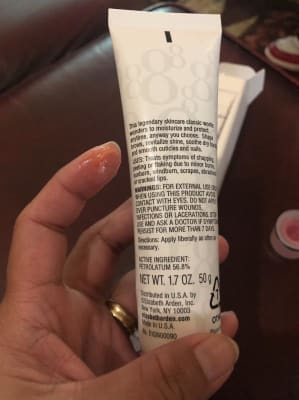 8 8 8
This legendary skincare classic works
wonders to moisturize and protect,
anytime, anyway you choose. Shape
brows, revitalize shine, soothe dry
and smooth cuticles and nails.
USES: Treats symptoms of chapping,
peeling or flaking due to minor burns,
sunburn, windburn, scrapes, abrasions
or cracked lips.
WARNINGS: FOR EXTERNAL USE ONLY.
WHEN USING THIS PRODUCT AVOID
CONTACT WITH EYES. DO NOT APPLY
OVER PUNCTURE WOUNDS,
INFECTIONS OR LACERATIONS. STOP
USE AND ASK A DOCTOR IF SYMPTOMS
PERSIST FOR MORE THAN 7 DAYS.
Directions: Apply liberally as often as
necessary.
ACTIVE INGREDIENT:
PETROLATUM 56.8%
NET WT. 1.7 OZ. 50 g
Distributed in U.S.A. by
©Elizabeth Arden, Inc.
New York, NY 10003
elizabetharden.com
Made in U.S.A.